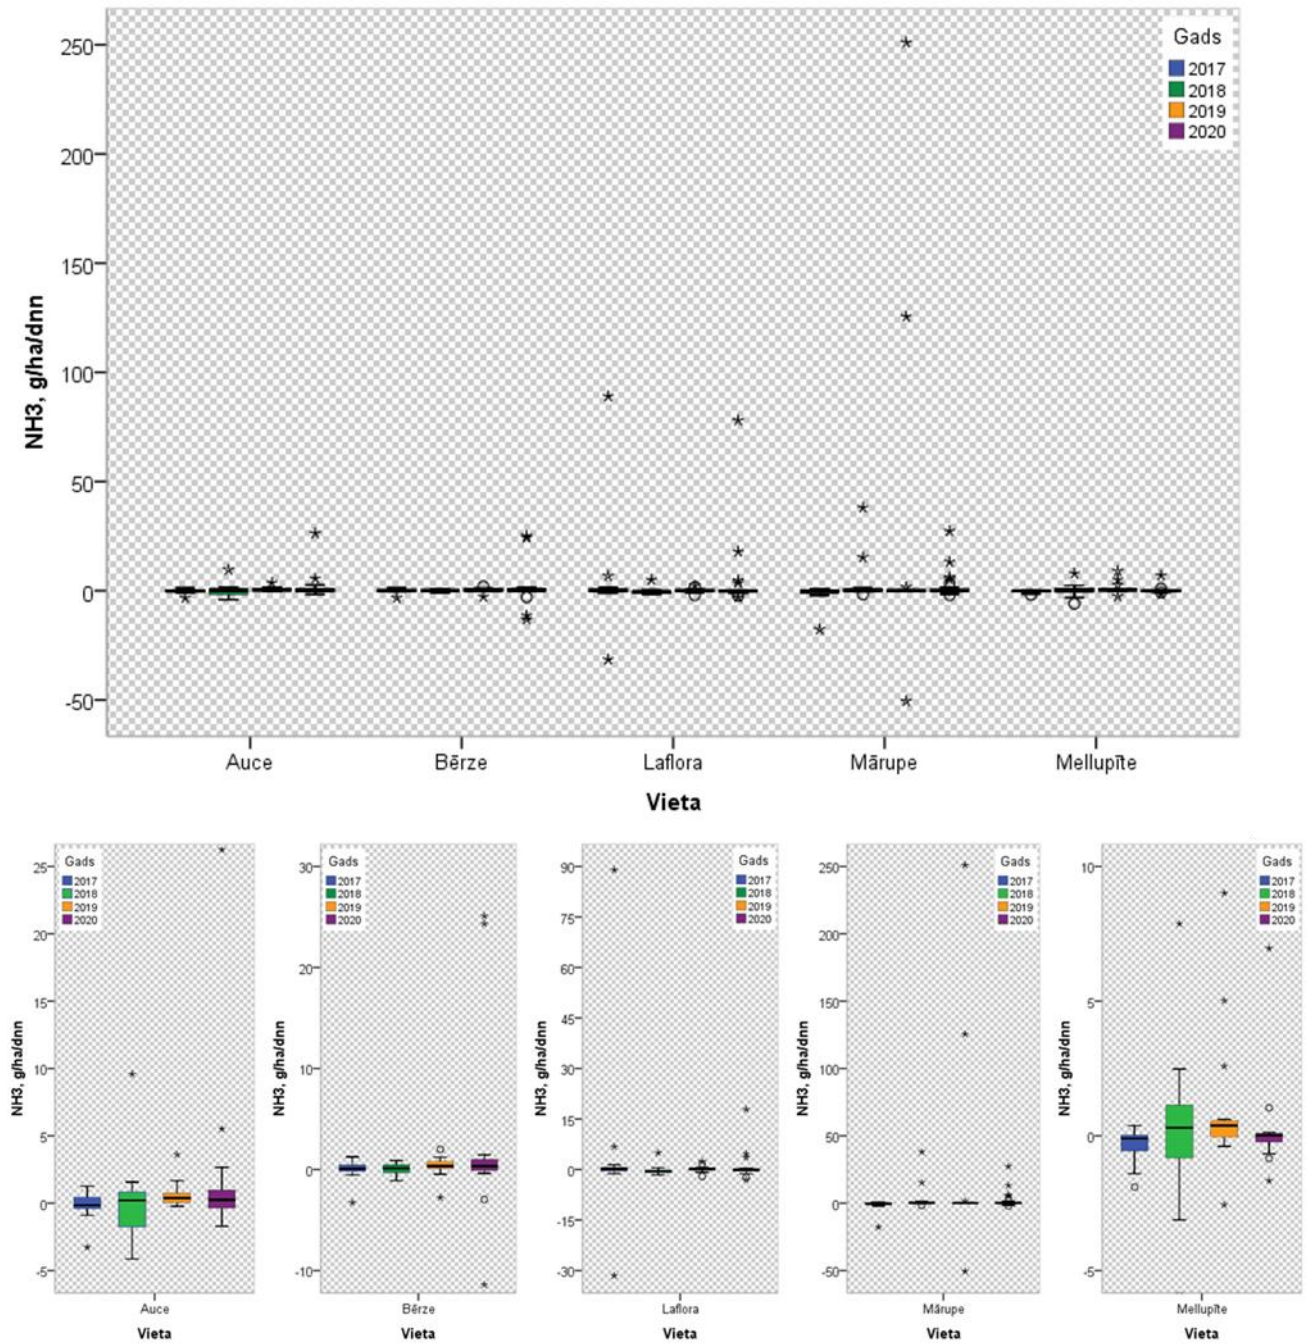 Gads
2017
2018
2019
2020
250
200
150
100
50
0
-50
NH3, g/ha/dnn
Auce
Bērze
Laflora
Mārupe
Mellupīte
Vieta
Gads
2017
2018
2019
2020
25
20
15
10
5
0
-5
NH3, g/ha/dnn
Auce
Vieta
Gads
2017
2018
2019
2020
30
20
10
0
-10
NH3, g/ha/dnn
Bērze
Vieta
Gads
2017
2018
2019
2020
90
75
60
45
30
15
0
-15
-30
NH3, g/ha/dnn
Laflora
Vieta
Gads
2017
2018
2019
2020
250
200
150
100
50
0
-50
NH3, g/ha/dnn
Mārupe
Vieta
Gads
2017
2018
2019
2020
10
5
0
-5
NH3, g/ha/dnn
Mellupīte
Vieta